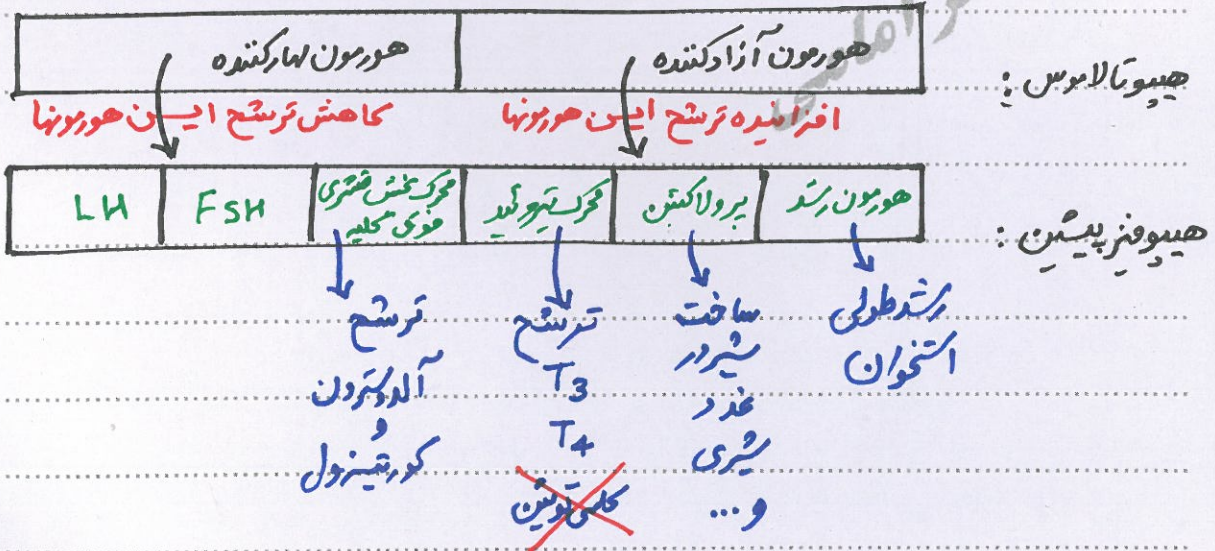 هیپوتالاموس :
هورمون آزادکننده
هورمون مهارکننده
افزاینده ترشح این هورمونها
کاهش ترشح این هورمونها
هیپوفیز پیشین :
هورمون رشد
پرولاکتین
محرک تیروئید
محرک بخش قشری
فوق کلیه
FSH
LH
رشد طولی
استخوان
ساخت
شیر در
غدد
شیری
و ...
ترشح
T3
T4
کلسی تونین
ترشح
آلدوسترون
و
کورتیزول